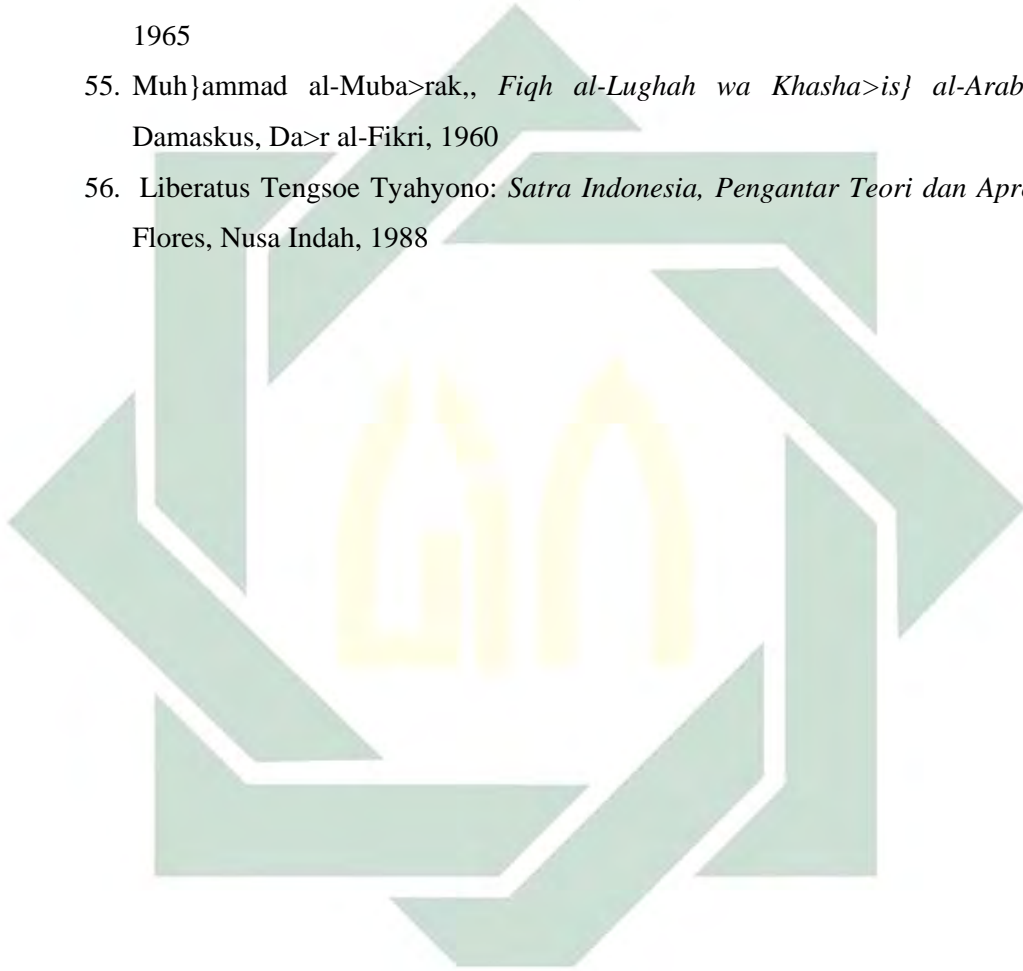 1965
55. Muh}ammad al-Muba>rak,, Fiqh al-Lughah wa Khasha>is} al-Arab
Damaskus, Da>r al-Fikri, 1960
56. Liberatus Tengsoe Tyahyono: Satra Indonesia, Pengantar Teori dan Apr
Flores, Nusa Indah, 1988